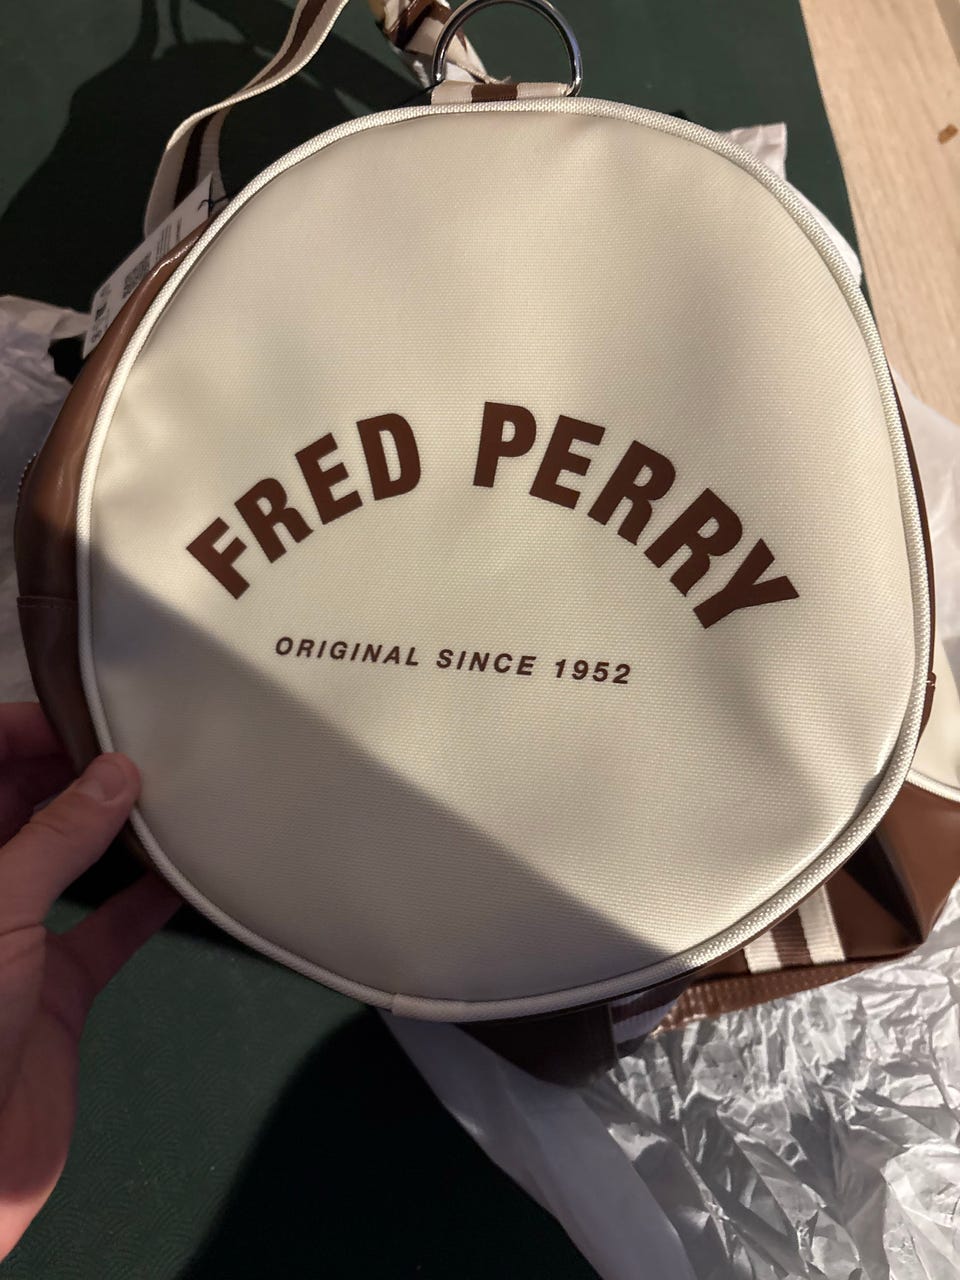 FRED PERRY
ORIGINAL SINCE 1952